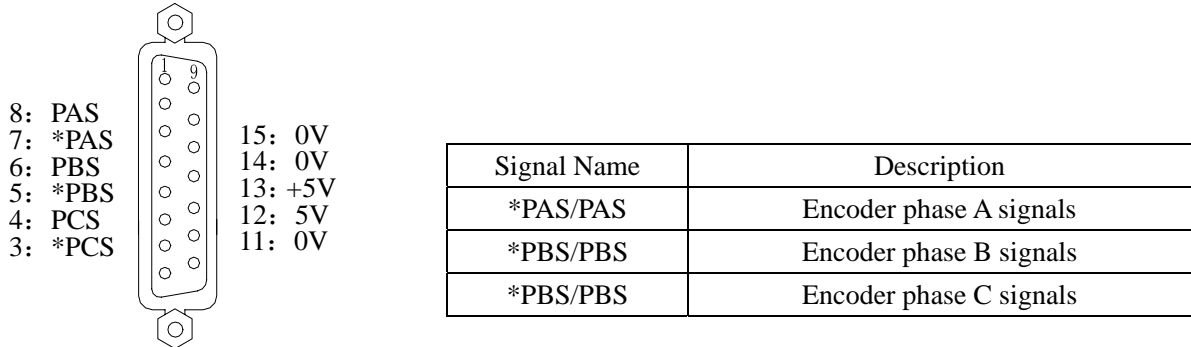 1 9
8： PAS
7： *PAS
6： PBS
5： *PBS
4： PCS
3： *PCS
15： 0V
14： 0V
13：+5V
12： 5V
11： 0V
Signal Name Description
*PAS/PAS Encoder phase A signals
*PBS/PBS Encoder phase B signals
*PBS/PBS Encoder phase C signals